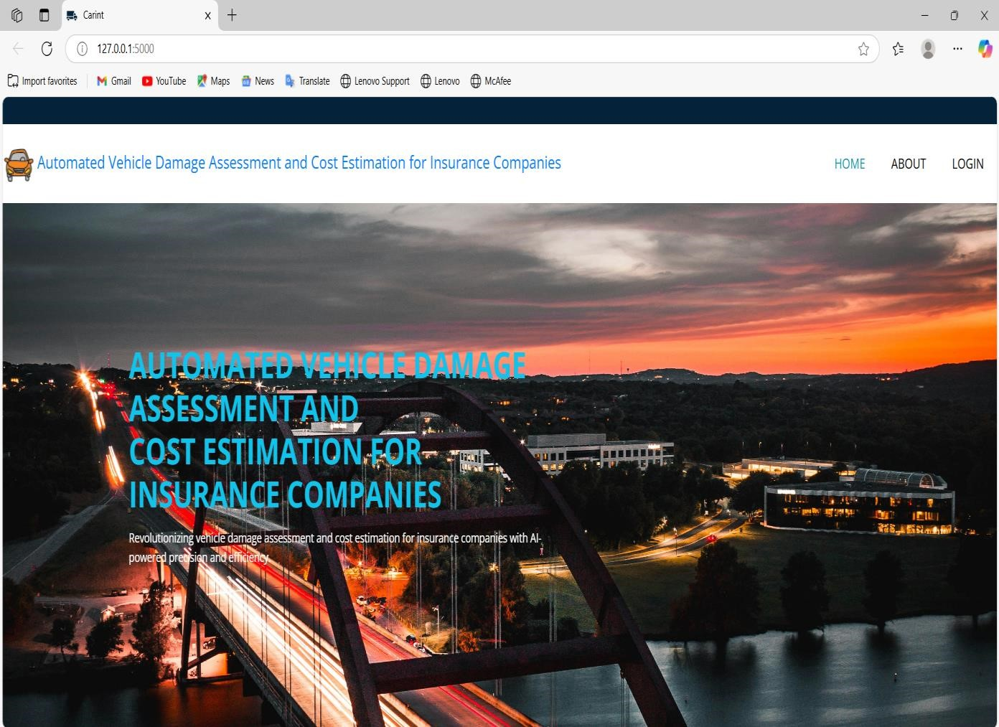 Carint
127.0.0.1:5000
Import favorites
Gmail
YouTube
Maps
News
Translate
Lenovo Support
Lenovo
McAfee
Automated Vehicle Damage Assessment and Cost Estimation for Insurance Companies
HOME
ABOUT
LOGIN
AUTOMATED VEHICLE DAMAGE
ASSESSMENT AND
COST ESTIMATION FOR
INSURANCE COMPANIES
Revolutionizing vehicle damage assessment and cost estimation for insurance companies with AI-
powered precision and efficiency.